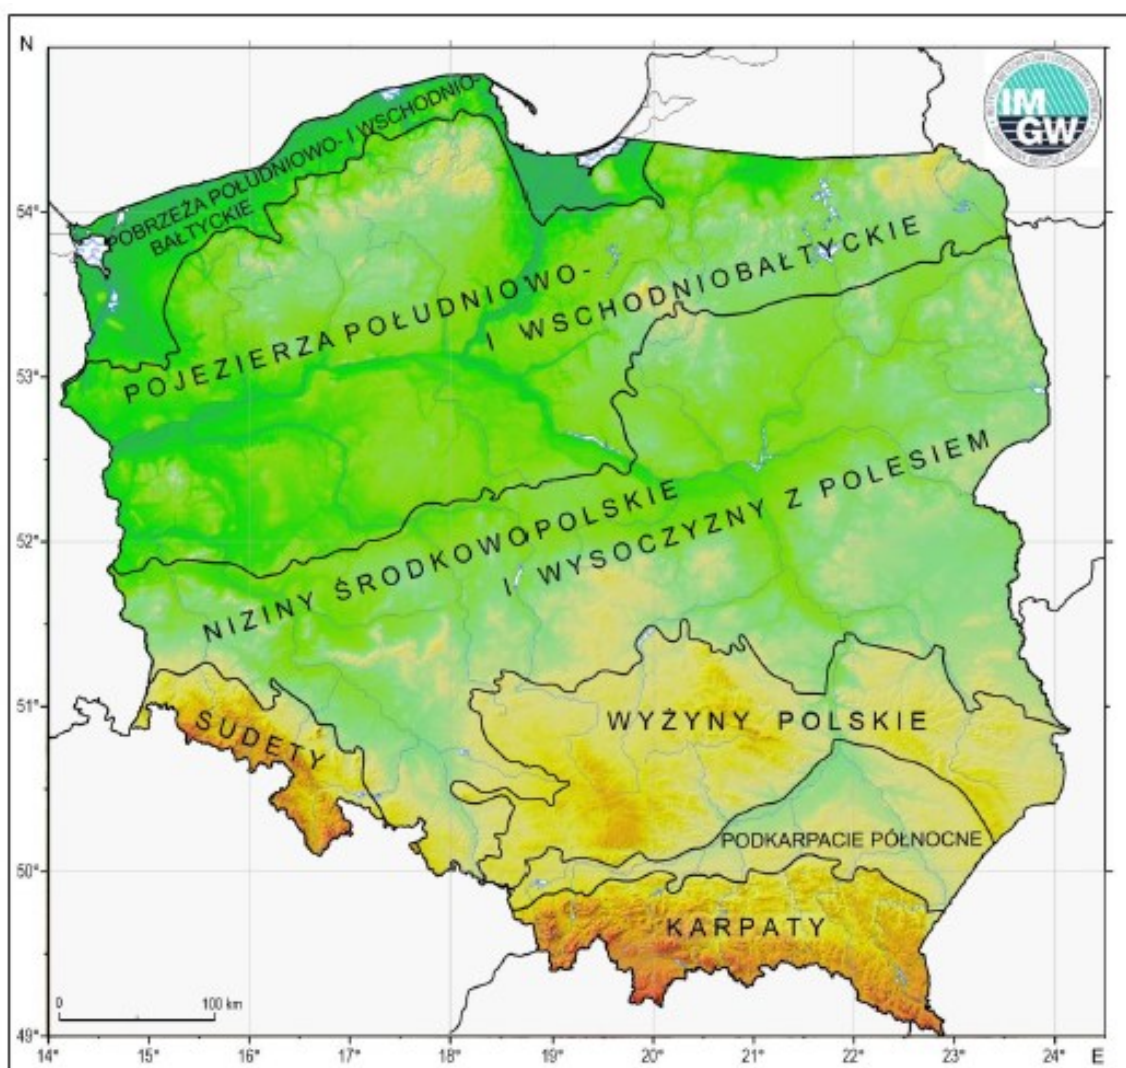 N
IM
GW
POBRZEŻA POŁUDNIOWO- I WSCHODNIO-
BAŁTYCKIE
54°
POJEZIERZA POŁUDNIOWO-
I WSCHODNIOBAŁTYCKIE
53°
NIZINY ŚRODKOWOPOLSKIE
I WYSOCZYZNY Z POLESIEM
52°
51°
SUDETY
WYŻYNY POLSKIE
PODKARPACIE PÓŁNOCNE
50°
KARPATY
0 100 km
49°
14° 15° 16° 17° 18° 19° 20° 21° 22° 23° 24° E